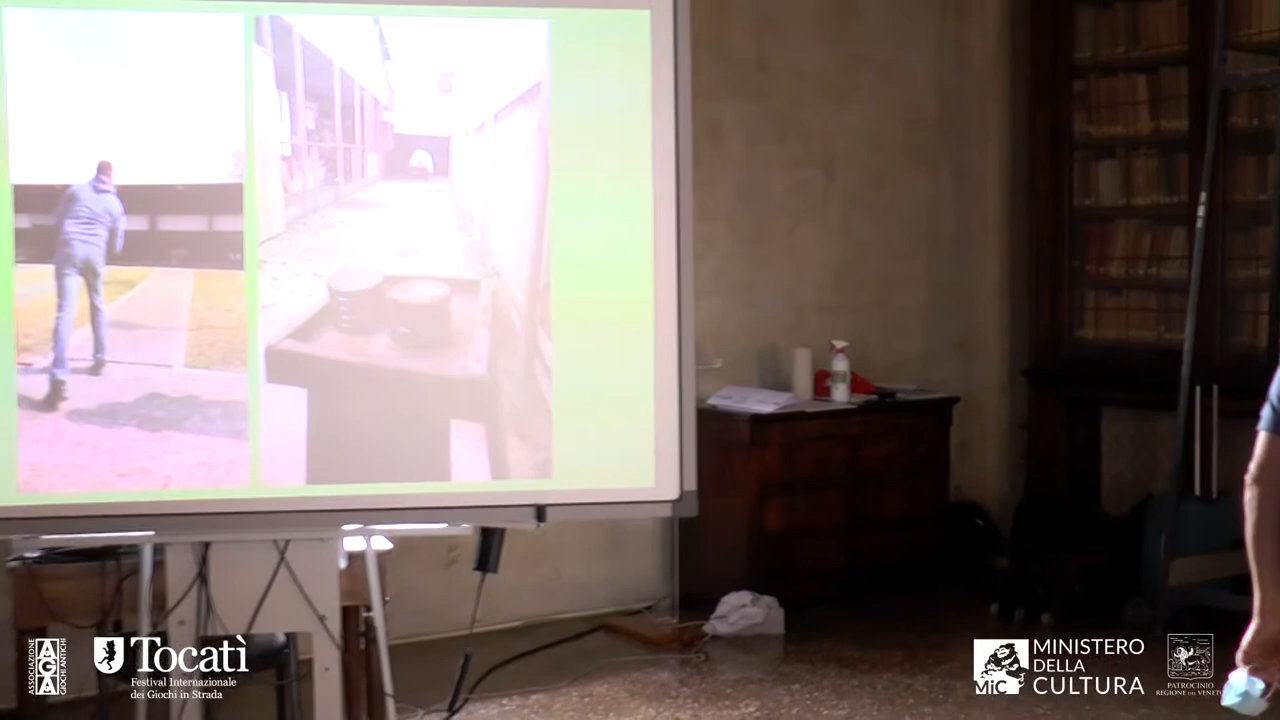 ASSOCIAZIONE
AGA
GIOCHI ANTICHI
Tocatì
Festival Internazionale
dei Giochi in Strada
MiC
MINISTERO
DELLA
CULTURA
PATROCINIO
REGIONE DEL VENETO